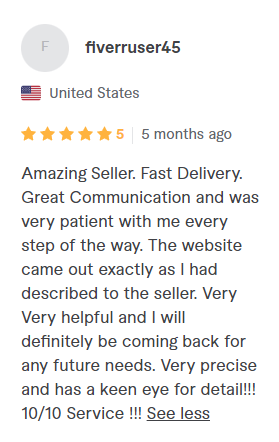 F
fiverruser45
United States
5 5 months ago
Amazing Seller. Fast Delivery.
Great Communication and was
very patient with me every
step of the way. The website
came out exactly as I had
described to the seller. Very
Very helpful and I will
definitely be coming back for
any future needs. Very precise
and has a keen eye for detail!!!
10/10 Service !!! See less